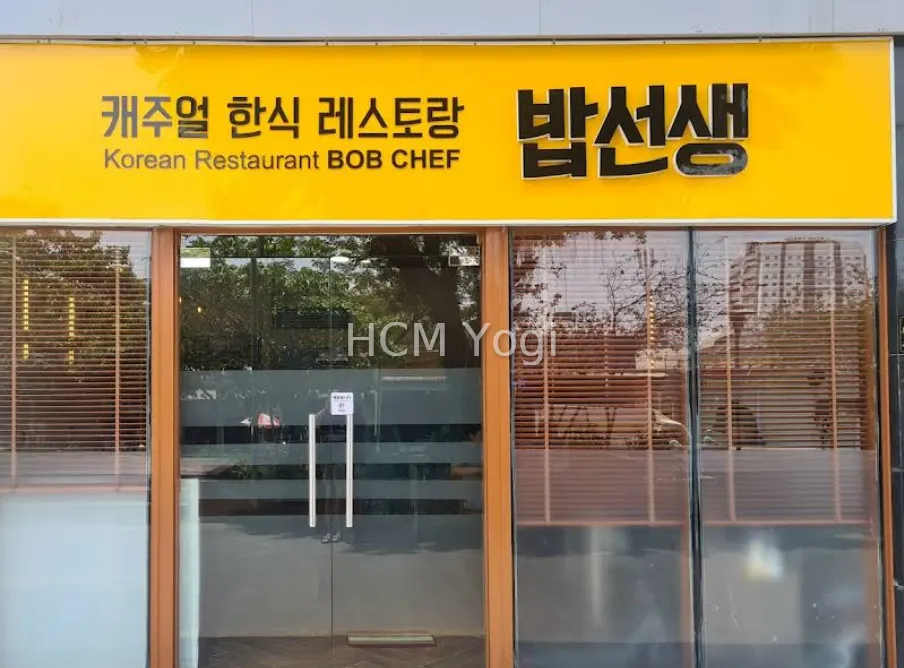 캐주얼 한식 레스토랑
Korean Restaurant BOB CHEF
밥선생
HCM Yogi